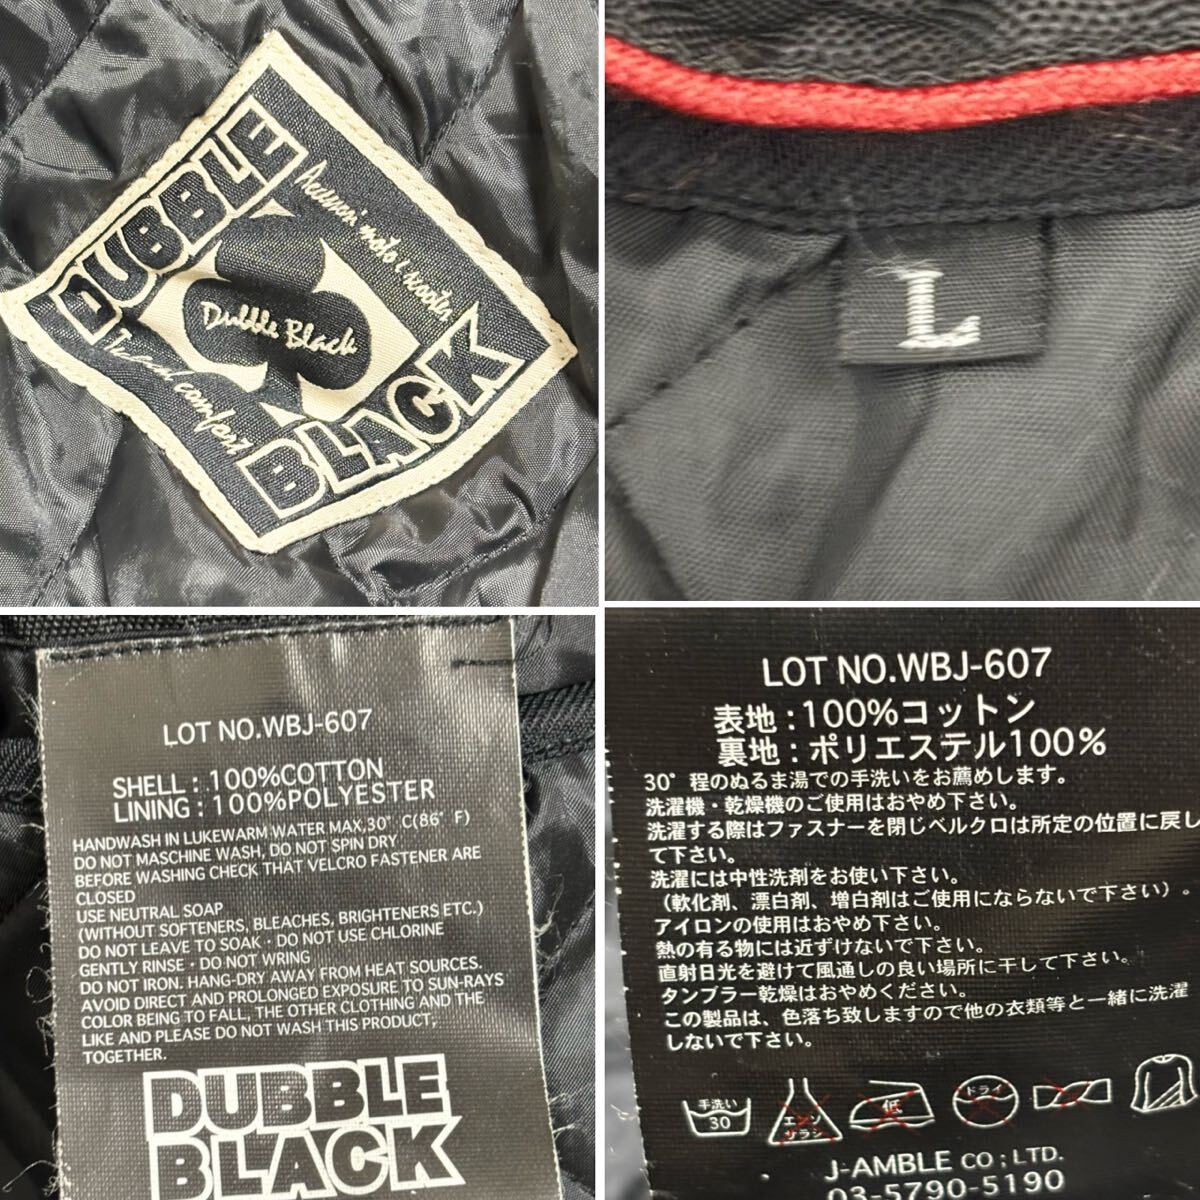 DUBBLE
Dubble Black
BLACK
L
LOT NO.WBJ-607
SHELL : 100%COTTON
LINING : 100%POLYESTER
HANDWASH IN LUKEWARM WATER MAX,30° C(86° F)
DO NOT MASCHINE WASH, DO NOT SPIN DRY
BEFORE WASHING CHECK THAT VELCRO FASTENER ARE
CLOSED
USE NEUTRAL SOAP
(WITHOUT SOFTENERS, BLEACHES, BRIGHTENERS ETC.)
DO NOT LEAVE TO SOAK・DO NOT USE CHLORINE
GENTLY RINSE・DO NOT WRING
DO NOT IRON. HANG-DRY AWAY FROM HEAT SOURCES.
AVOID DIRECT AND PROLONGED EXPOSURE TO SUN-RAYS
COLOR BEING TO FALL, THE OTHER CLOTHING AND THE
LIKE AND PLEASE DO NOT WASH THIS PRODUCT,
TOGETHER.
DUBBLE
BLACK
LOT NO.WBJ-607
表地 : 100%コットン
裏地 : ポリエステル100%
30° 程のぬるま湯での手洗いをお薦めします。
洗濯機・乾燥機のご使用はおやめ下さい。
洗濯する際はファスナーを閉じベルクロは所定の位置に戻し
て下さい。
洗濯には中性洗剤をお使い下さい。
（軟化剤、漂白剤、増白剤はご使用にならないで下さい）。
アイロンの使用はおやめ下さい。
熱の有る物には近ずけないで下さい。
直射日光を避けて風通しの良い場所に干して下さい。
タンブラー乾燥はおやめください。
この製品は、色落ち致しますので他の衣類等と一緒に洗濯
しないで下さい。
手洗い
30
エンソ
サラシ
低
ドライ
J-AMBLE CO ; LTD.
03-5790-5190